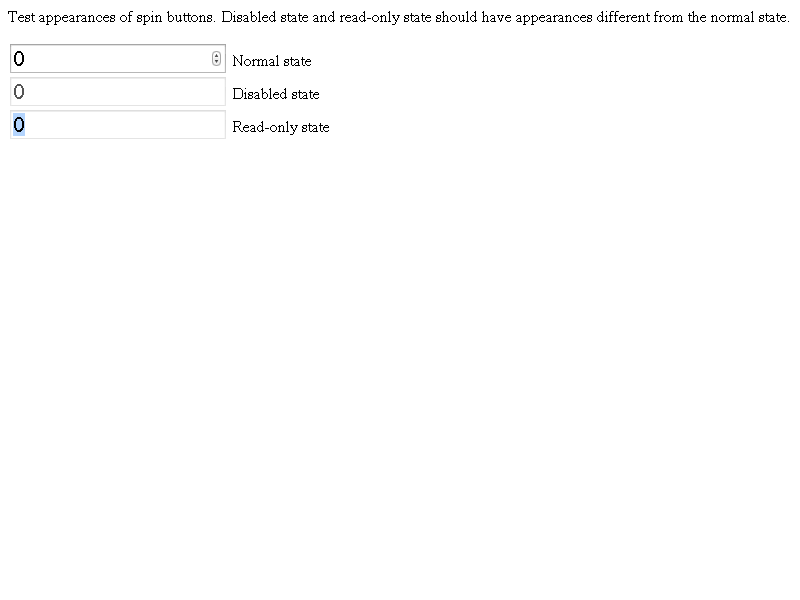 Test appearances of spin buttons. Disabled state and read-only state should have appearances different from the normal state.
0 Normal state
0 Disabled state
0 Read-only state